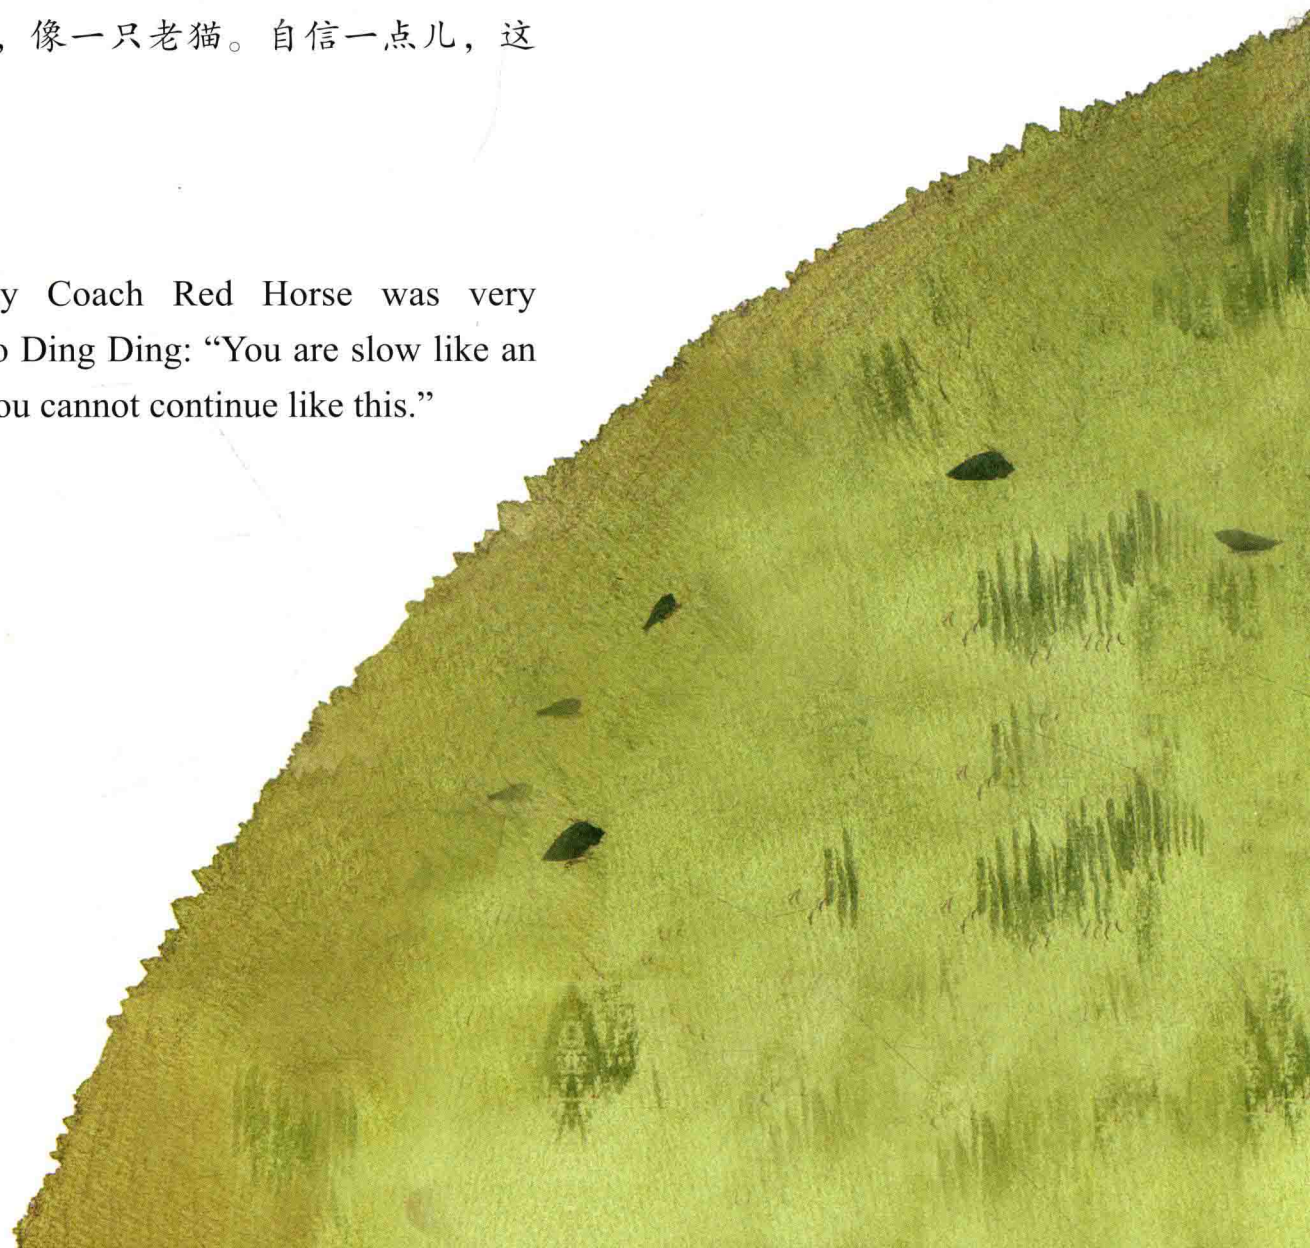 ，像一只老猫。自信一点儿，这
y Coach Red Horse was very
o Ding Ding: “You are slow like an
ou cannot continue like this.”